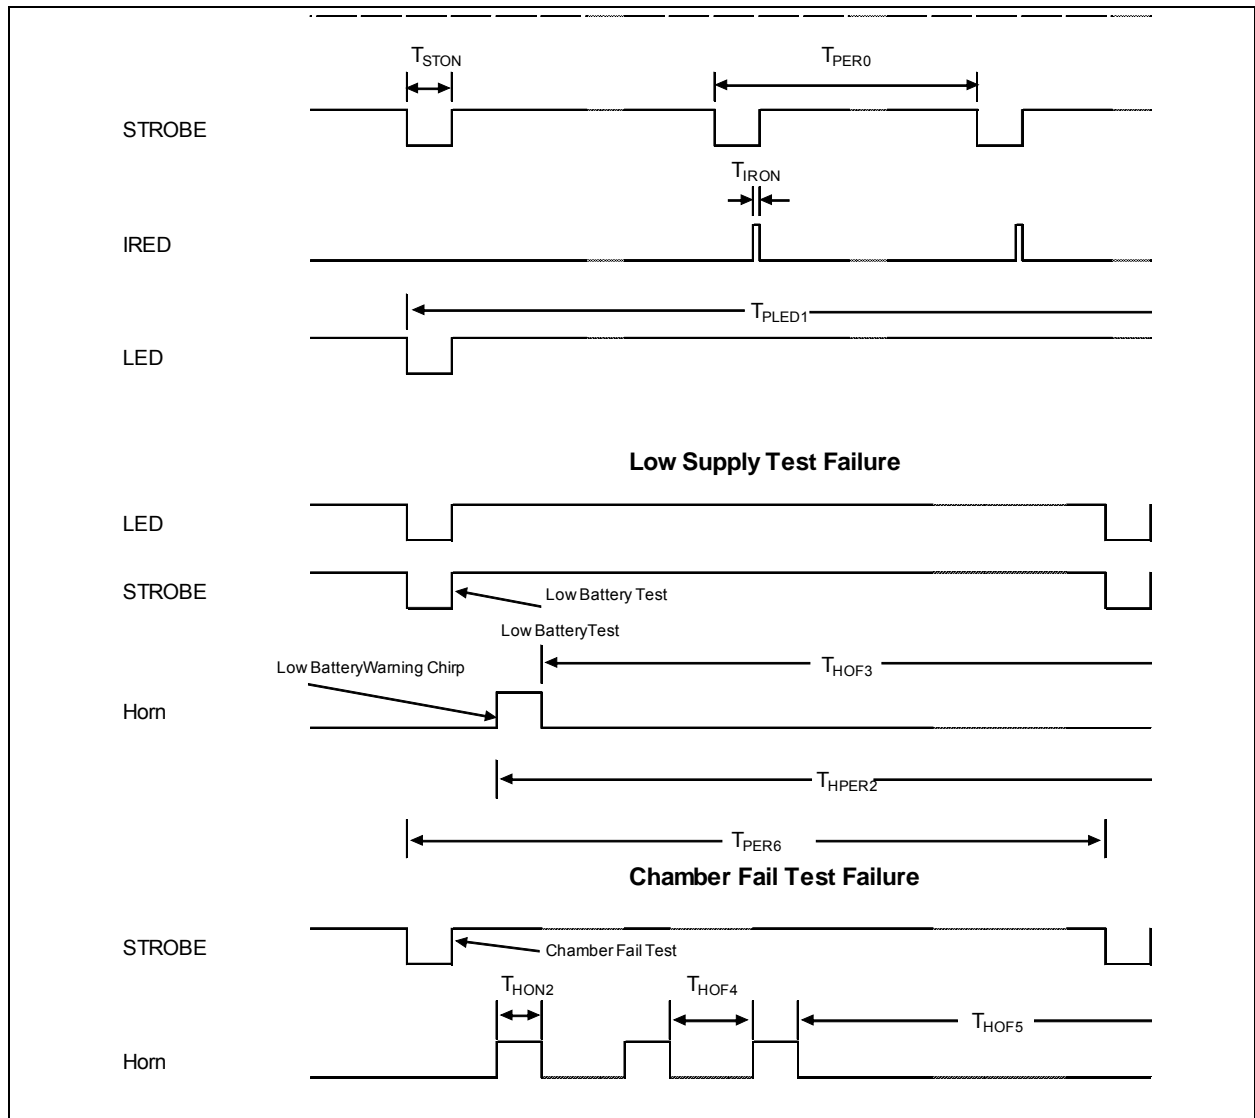 TSTON
TPER0
STROBE
TIRON
IRED
TPLED1
LED
Low Supply Test Failure
LED
STROBE
Low Battery Test
Low BatteryTest
Low BatteryWarning Chirp
THOF3
Horn
THPER2
TPER6
Chamber Fail Test Failure
STROBE
Chamber Fail Test
THON2
THOF4
THOF5
Horn